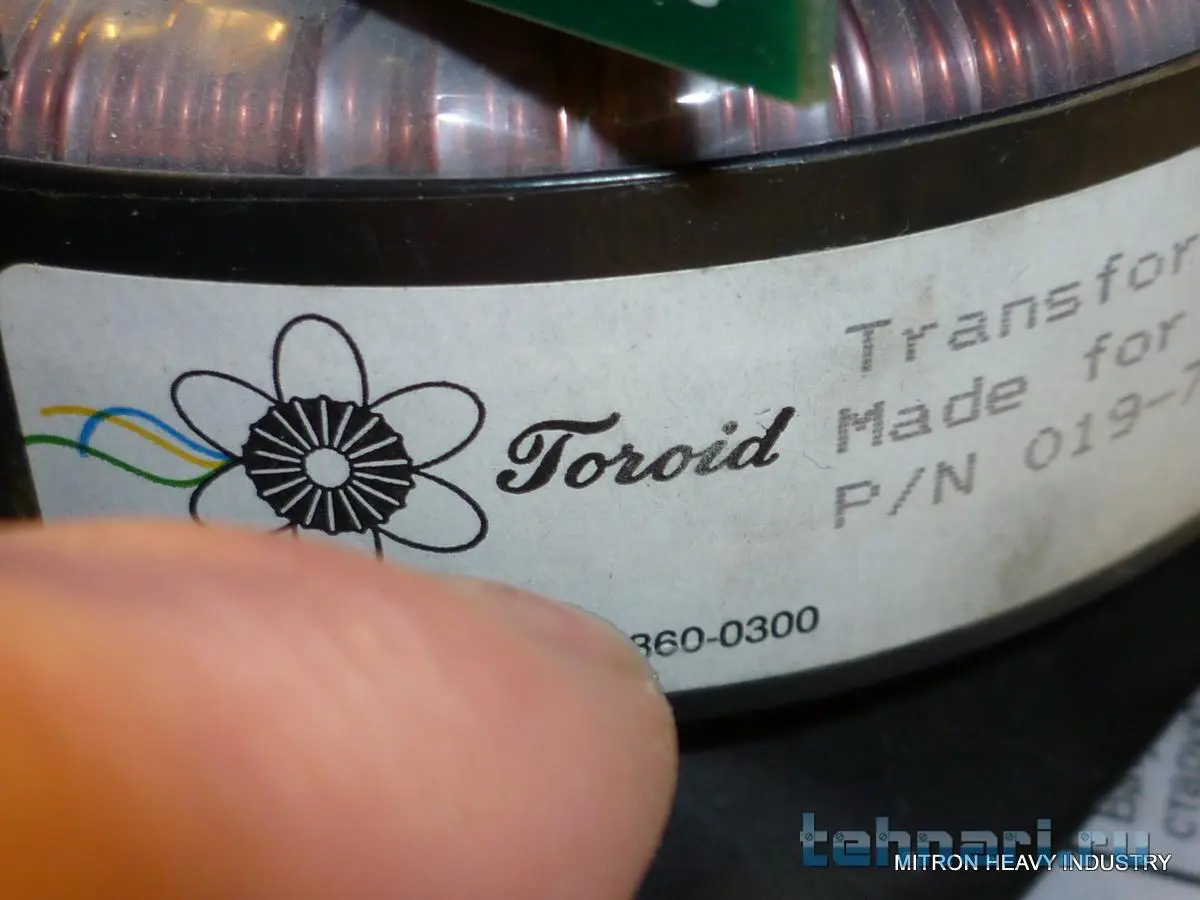 Toroid
Transfor
Made for
P/N 019-7
360-0300
tehnari.ru
MITRON HEAVY INDUSTRY